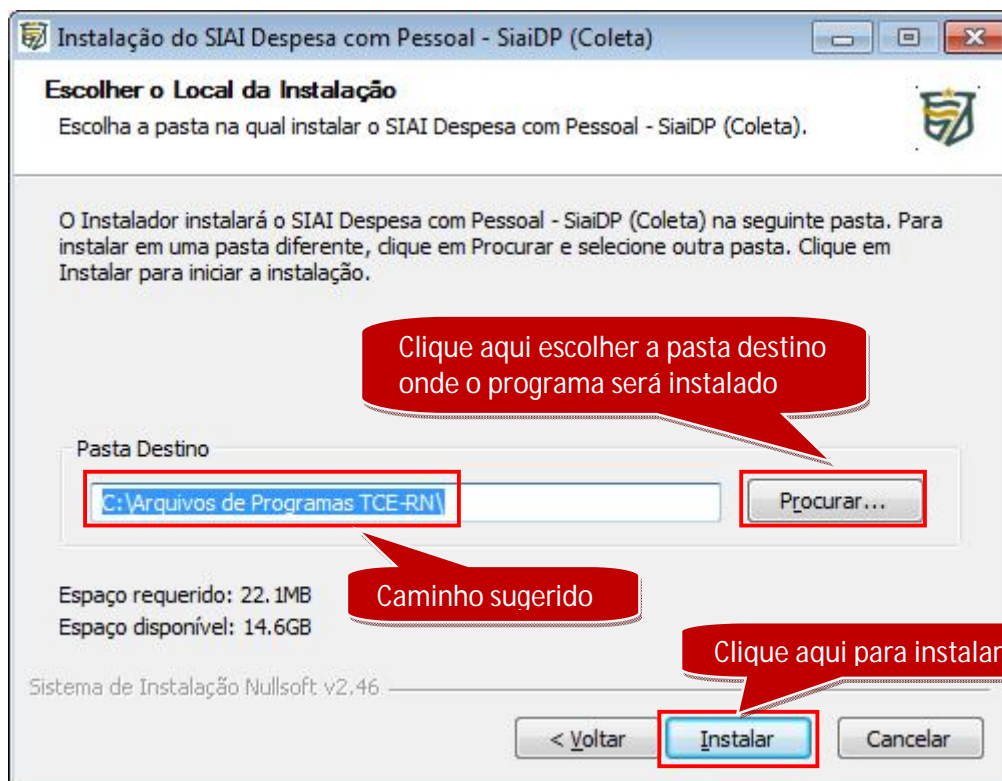 Instalação do SIAI Despesa com Pessoal - SiaiDP (Coleta)
Escolher o Local da Instalação
Escolha a pasta na qual instalar o SIAI Despesa com Pessoal - SiaiDP (Coleta).
O Instalador instalará o SIAI Despesa com Pessoal - SiaiDP (Coleta) na seguinte pasta. Para
instalar em uma pasta diferente, clique em Procurar e selecione outra pasta. Clique em
Instalar para iniciar a instalação.
Clique aqui escolher a pasta destino
onde o programa será instalado
Pasta Destino
C:\Arquivos de Programas TCE-RN\
Procurar...
Espaço requerido: 22.1MB
Caminho sugerido
Espaço disponível: 14.6GB
Clique aqui para instalar
Sistema de Instalação Nullsoft v2.46
< Voltar
Instalar
Cancelar